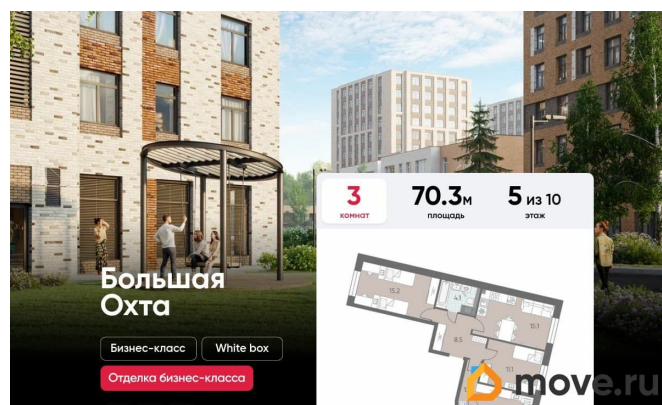 3
комнат
70.3м
площадь
5 из 10
этаж
Большая
Охта
Бизнес-класс
White box
Отделка бизнес-класса
15.2
4.1
15.1
8.5
11.1
move.ru